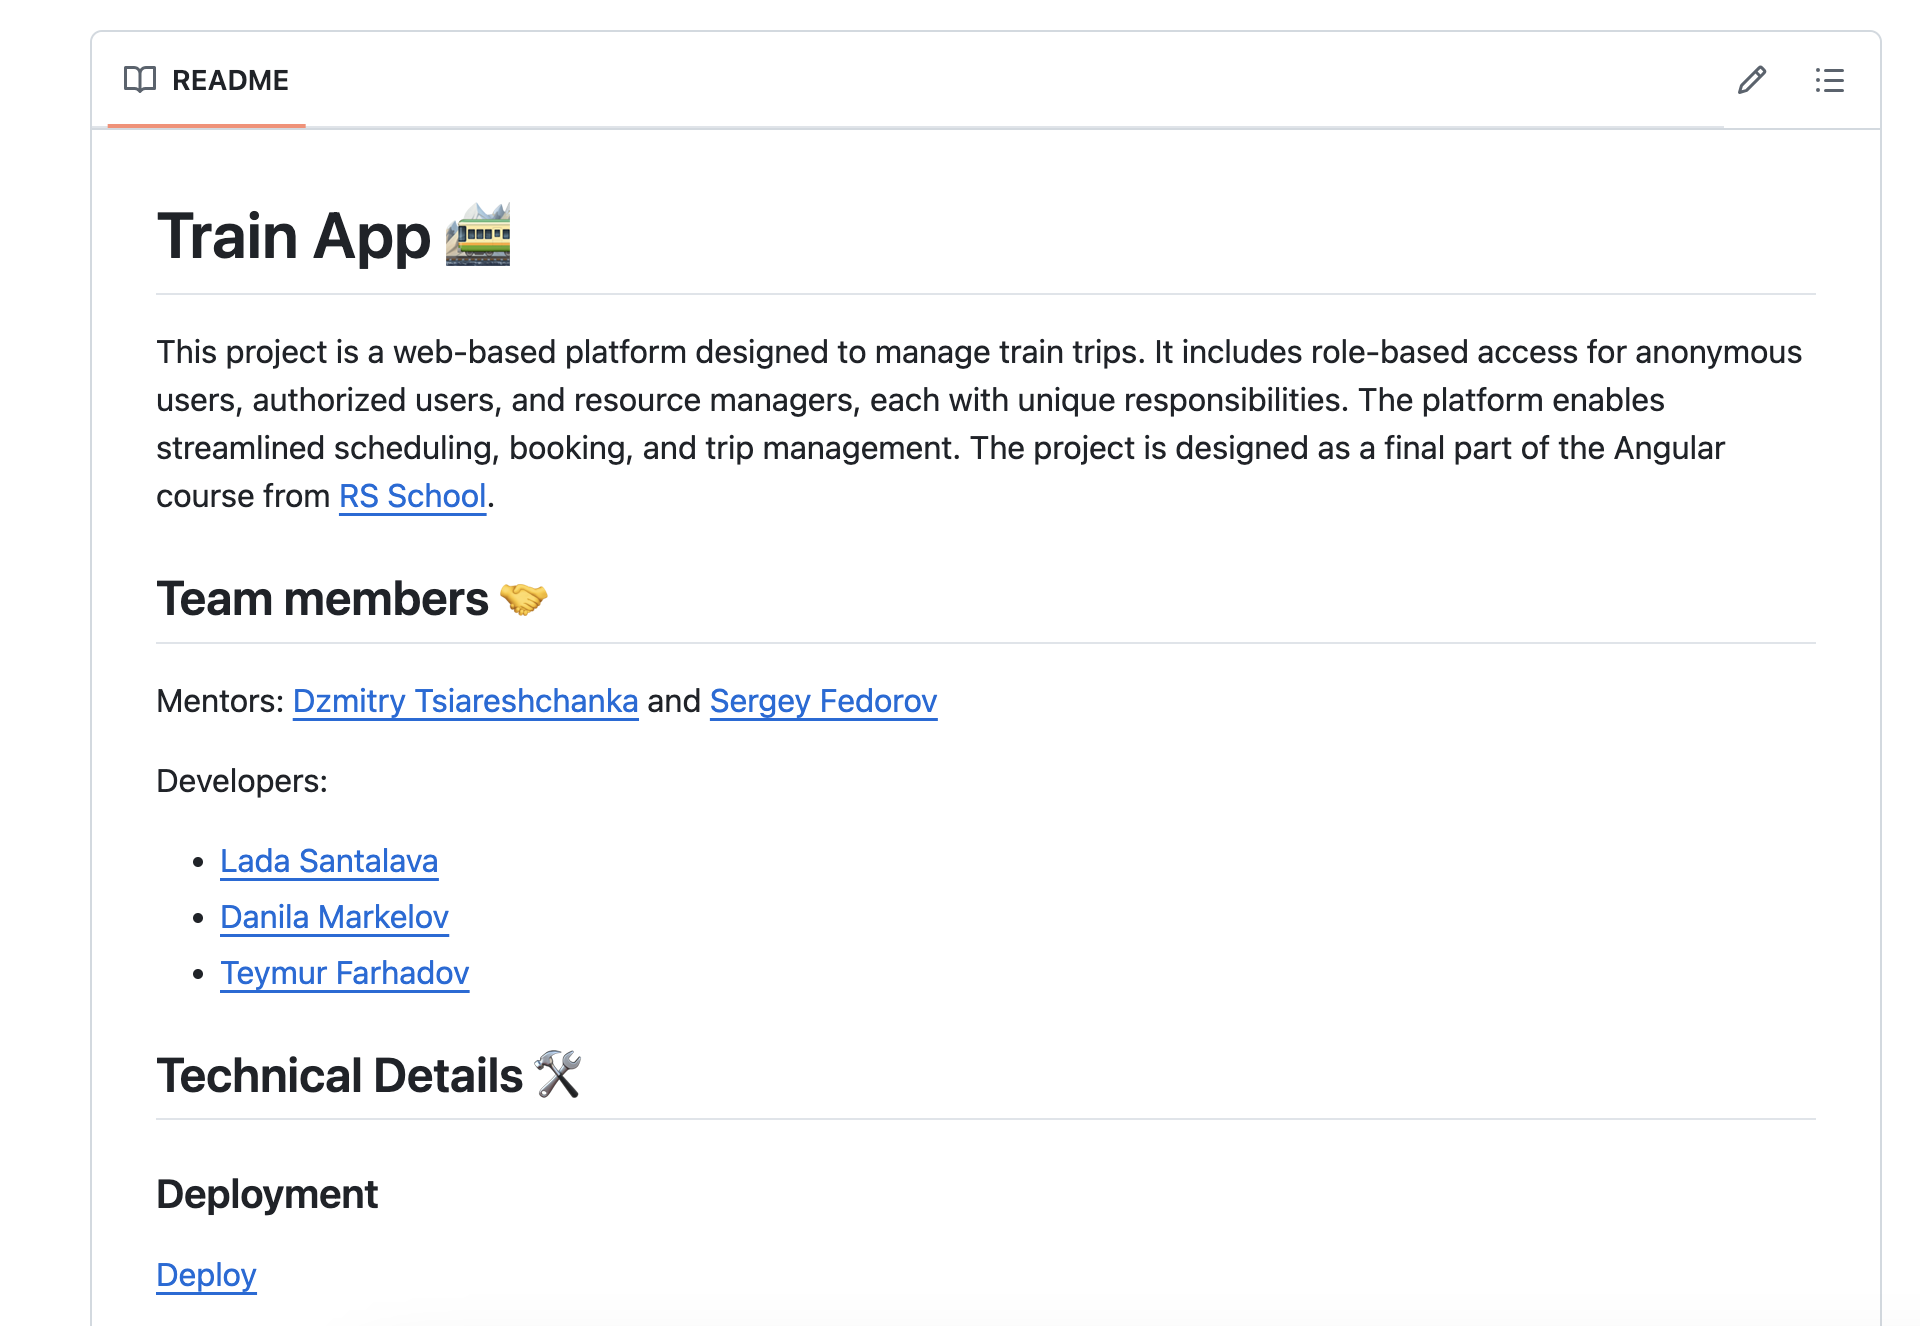 README
Train App 🚞
This project is a web-based platform designed to manage train trips. It includes role-based access for anonymous
users, authorized users, and resource managers, each with unique responsibilities. The platform enables
streamlined scheduling, booking, and trip management. The project is designed as a final part of the Angular
course from RS School.
Team members 🤝
Mentors: Dzmitry Tsiareshchanka and Sergey Fedorov
Developers:
• Lada Santalava
• Danila Markelov
• Teymur Farhadov
Technical Details 🛠️
Deployment
Deploy